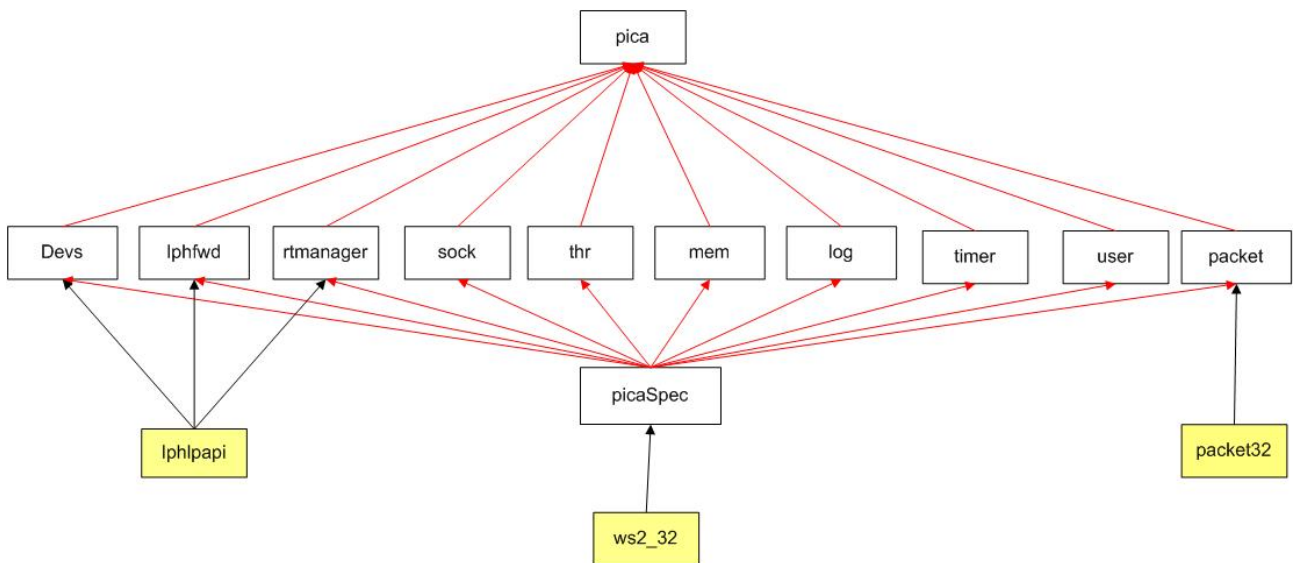 pica
Devs
Iphfwd
rtmanager
sock
thr
mem
log
timer
user
packet
picaSpec
Iphlpapi
packet32
ws2_32